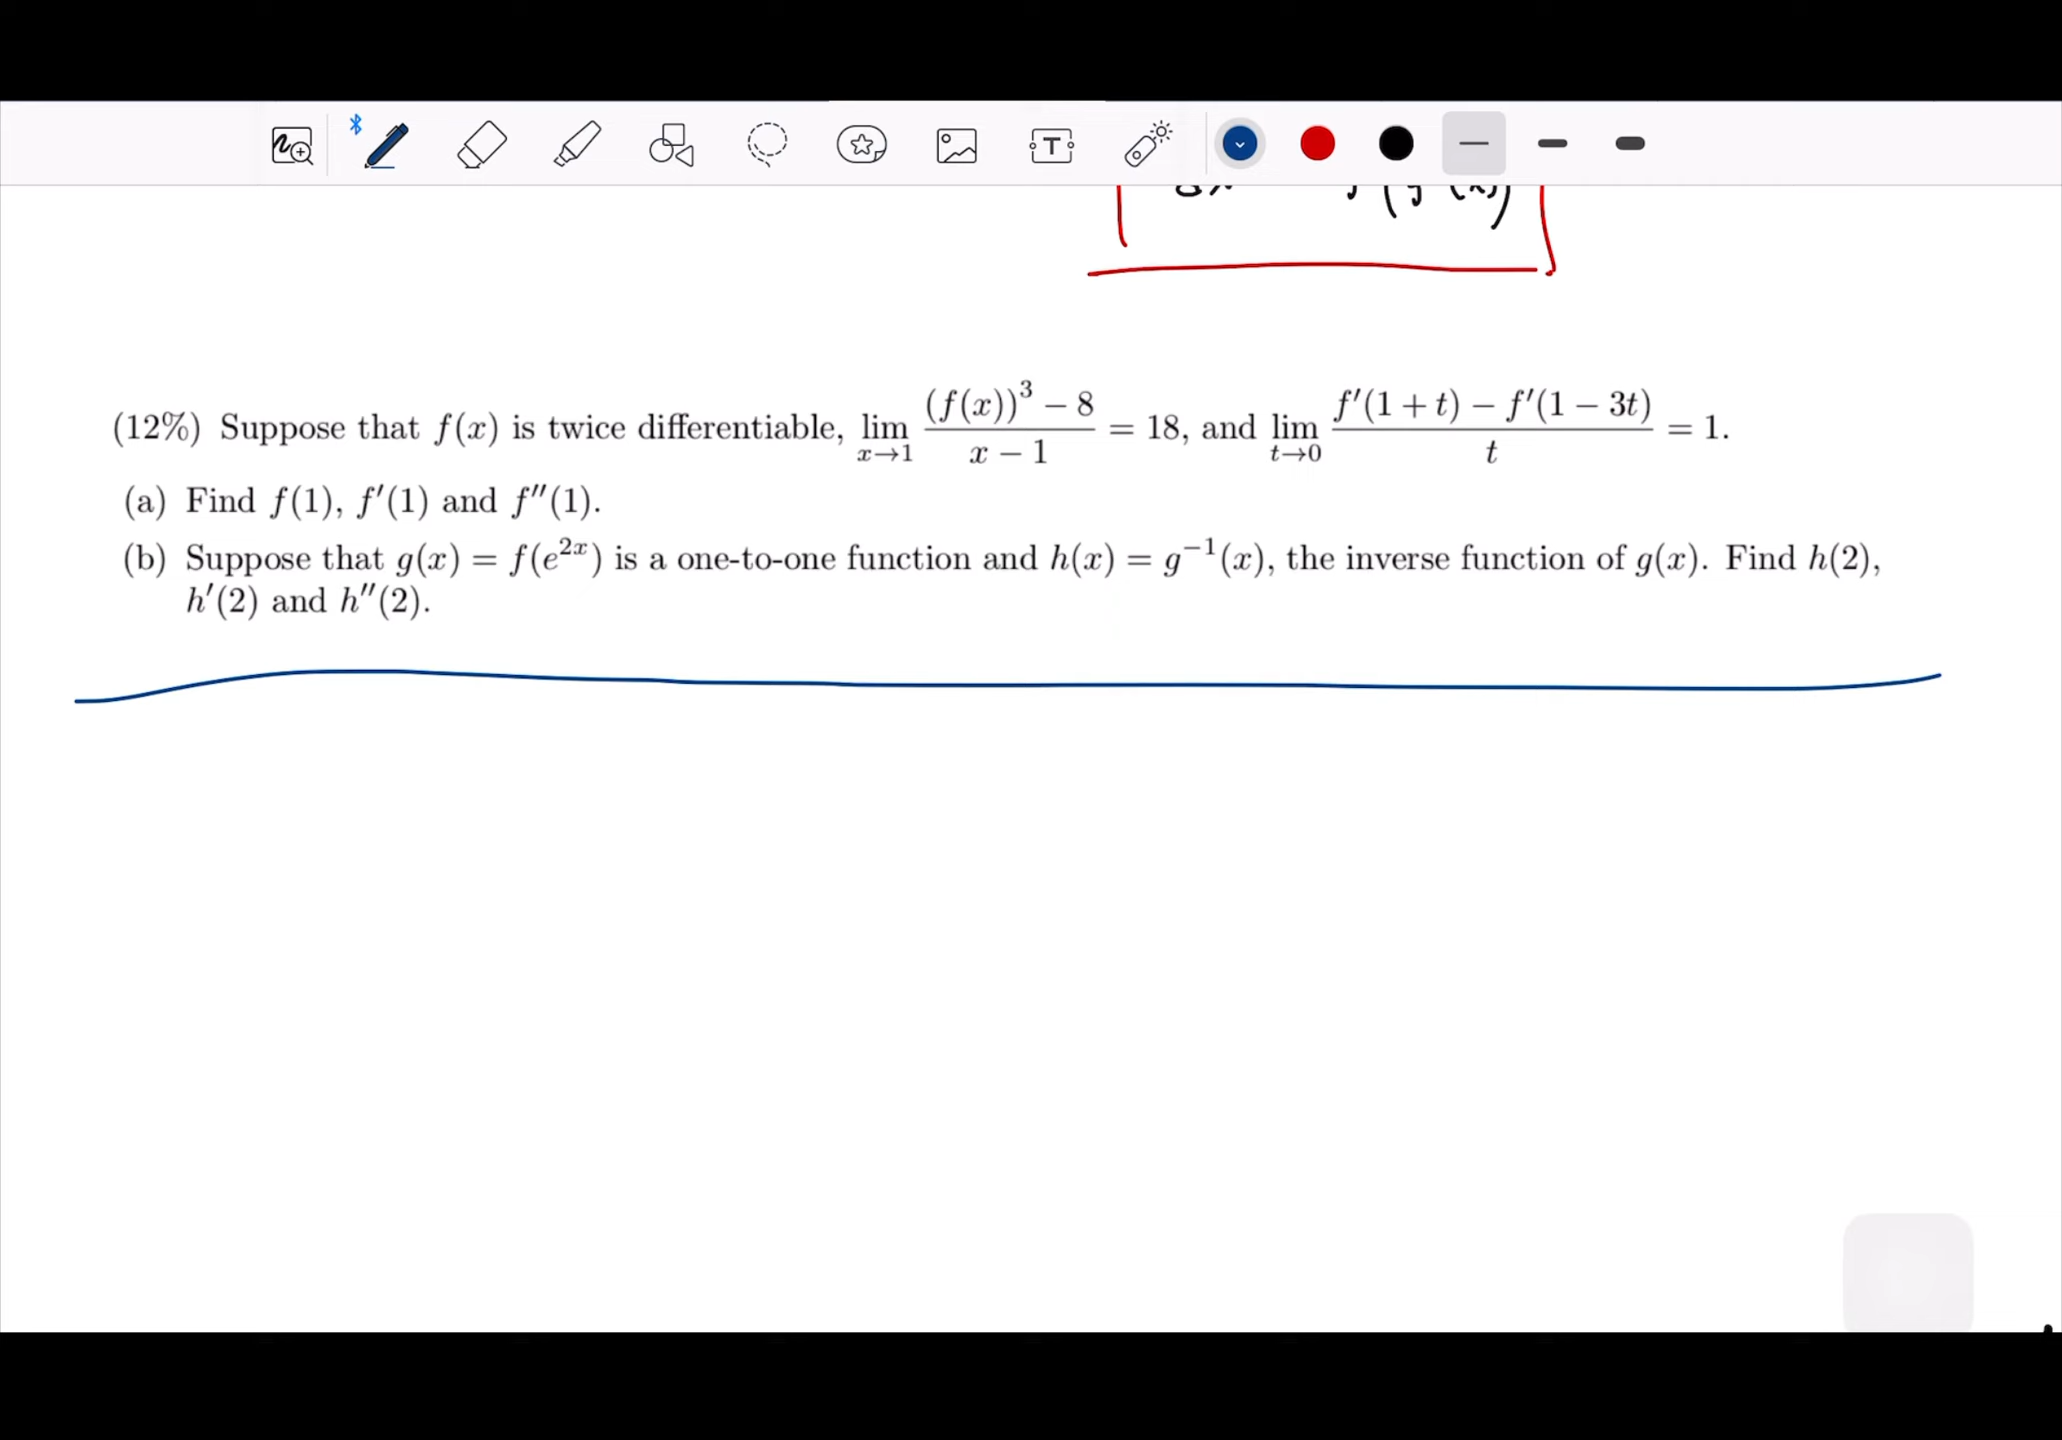 (12%) Suppose that f(x) is twice differentiable, lim_{x→1} ((f(x))³ − 8)/(x − 1) = 18, and lim_{t→0} (f′(1 + t) − f′(1 − 3t))/t = 1.
(a) Find f(1), f′(1) and f″(1).
(b) Suppose that g(x) = f(e^{2x}) is a one-to-one function and h(x) = g⁻¹(x), the inverse function of g(x). Find h(2),
h′(2) and h″(2).